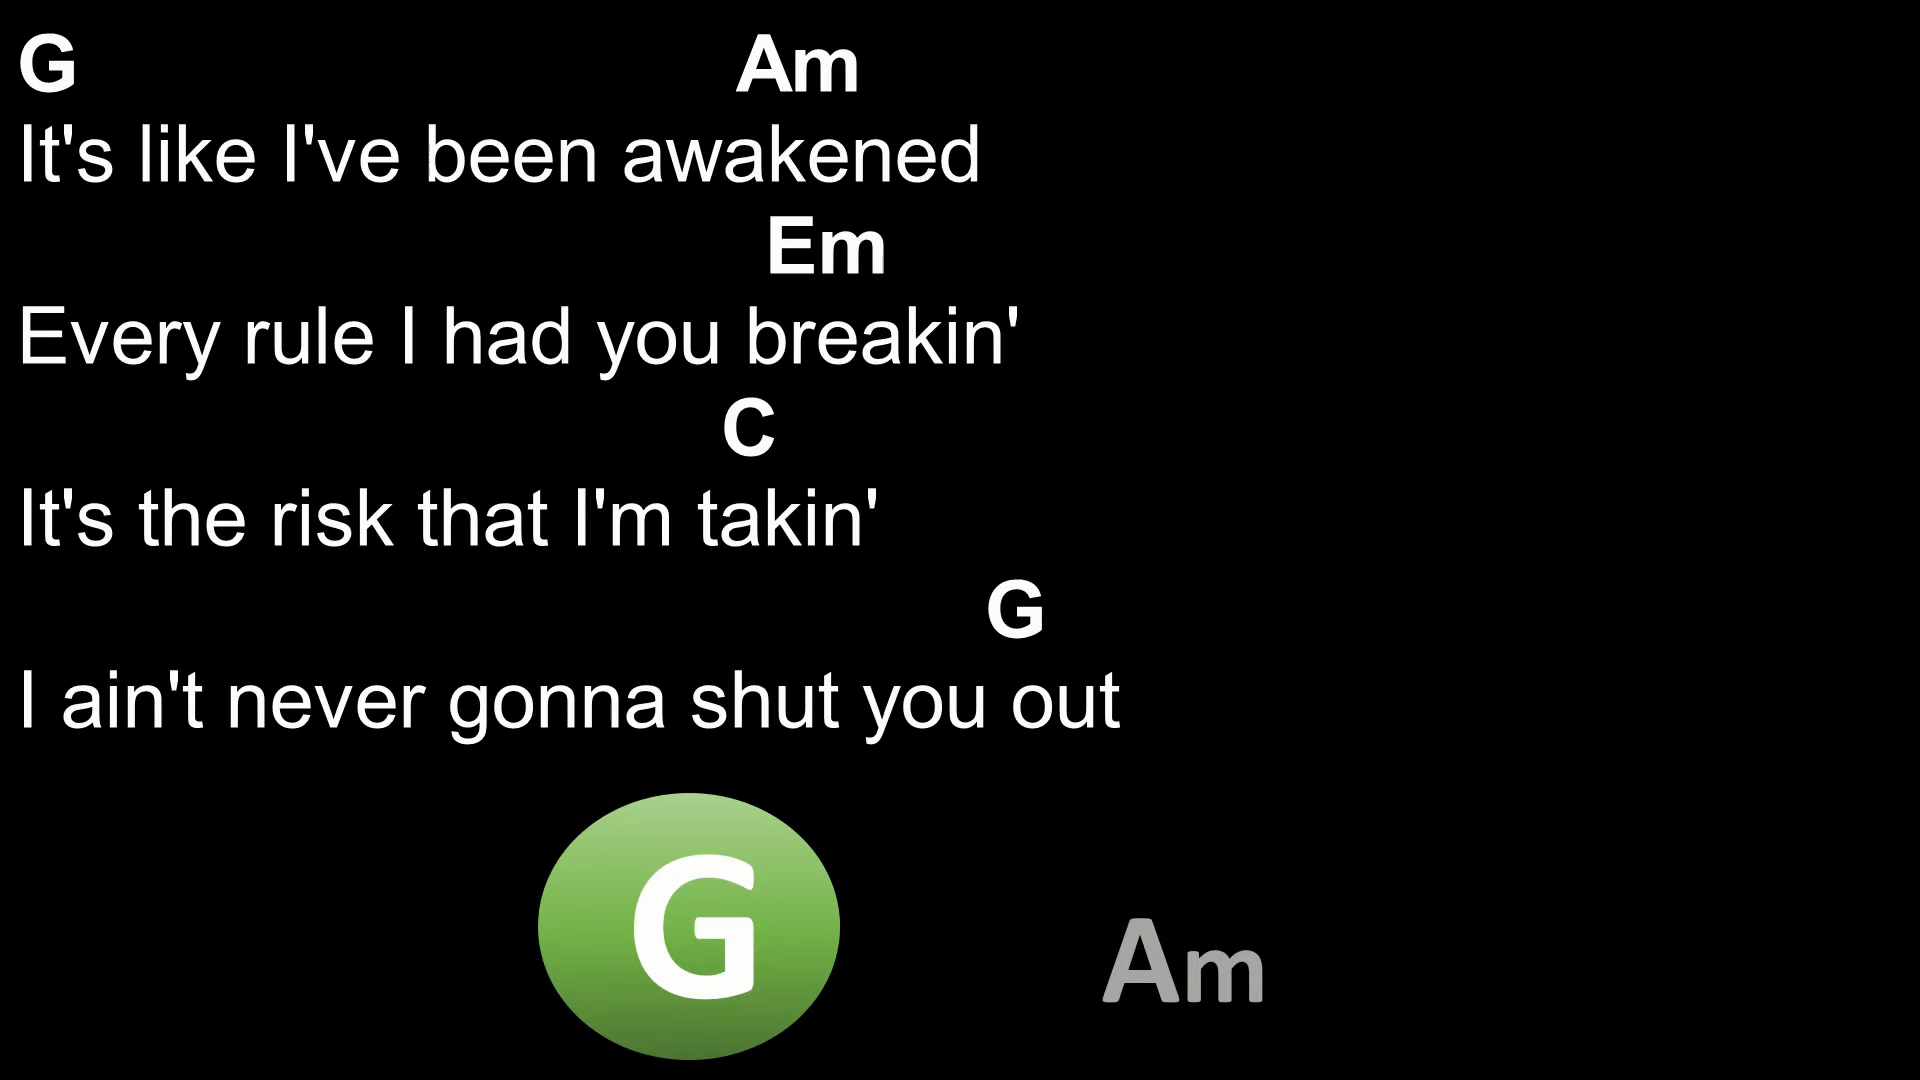 G Am
It's like I've been awakened
Em
Every rule I had you breakin'
C
It's the risk that I'm takin'
G
I ain't never gonna shut you out
G Am